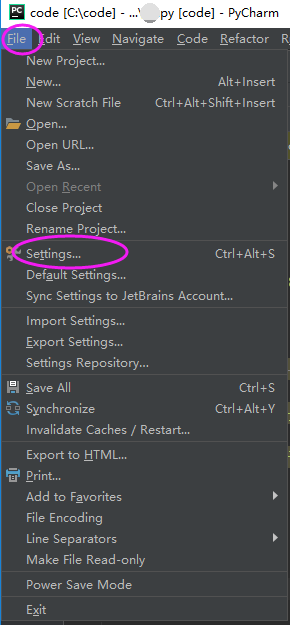 PC code [C:\code] - ...\ py [code] - PyCharm
File Edit View Navigate Code Refactor R
New Project...
New... Alt+Insert
New Scratch File Ctrl+Alt+Shift+Insert
Open...
Open URL...
Save As...
Open Recent
Close Project
Rename Project...
Settings... Ctrl+Alt+S
Default Settings...
Sync Settings to JetBrains Account...
Import Settings...
Export Settings...
Settings Repository...
Save All Ctrl+S
Synchronize Ctrl+Alt+Y
Invalidate Caches / Restart...
Export to HTML...
Print...
Add to Favorites
File Encoding
Line Separators
Make File Read-only
Power Save Mode
Exit